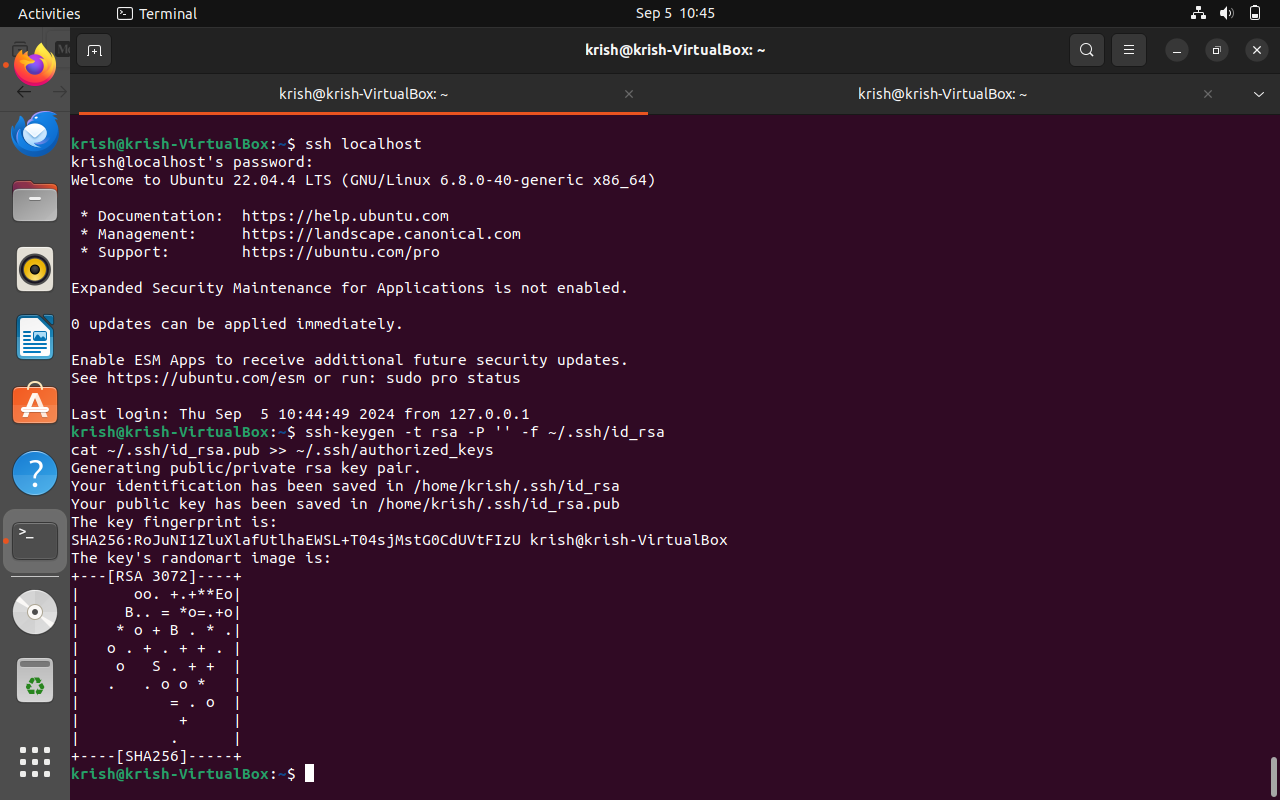 Activities Terminal Sep 5 10:45
krish@krish-VirtualBox: ~
krish@krish-VirtualBox: ~ krish@krish-VirtualBox: ~
krish@krish-VirtualBox:~$ ssh localhost
krish@localhost's password:
Welcome to Ubuntu 22.04.4 LTS (GNU/Linux 6.8.0-40-generic x86_64)
 * Documentation:  https://help.ubuntu.com
 * Management:     https://landscape.canonical.com
 * Support:        https://ubuntu.com/pro
Expanded Security Maintenance for Applications is not enabled.
0 updates can be applied immediately.
Enable ESM Apps to receive additional future security updates.
See https://ubuntu.com/esm or run: sudo pro status
Last login: Thu Sep  5 10:44:49 2024 from 127.0.0.1
krish@krish-VirtualBox:~$ ssh-keygen -t rsa -P '' -f ~/.ssh/id_rsa
cat ~/.ssh/id_rsa.pub >> ~/.ssh/authorized_keys
Generating public/private rsa key pair.
Your identification has been saved in /home/krish/.ssh/id_rsa
Your public key has been saved in /home/krish/.ssh/id_rsa.pub
The key fingerprint is:
SHA256:RoJuNI1ZluXlafUtlhaEWSL+T04sjMstG0CdUVtFIzU krish@krish-VirtualBox
The key's randomart image is:
+---[RSA 3072]----+
|      oo. +.+**Eo|
|     B.. = *o=.+o|
|    * o + B . * .|
|   o . + . + + . |
|    o   S . + +  |
|   .   . o o *   |
|          = . o  |
|           +     |
|          .      |
+----[SHA256]-----+
krish@krish-VirtualBox:~$